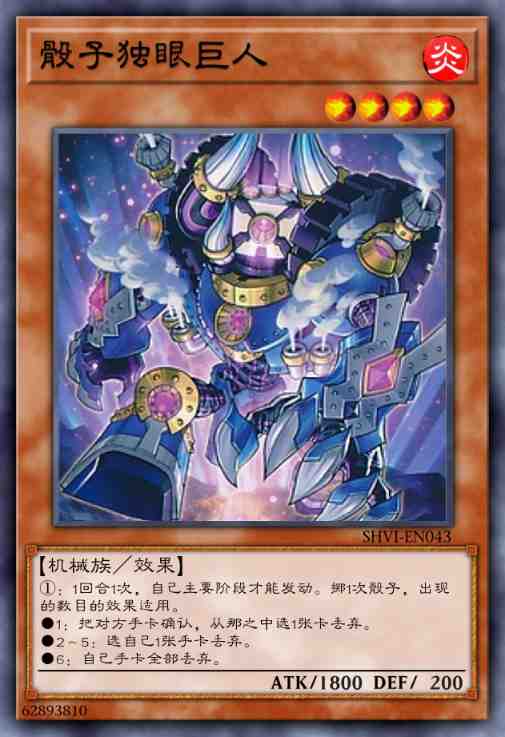 骰子独眼巨人
炎
SHVI-EN043
【机械族／效果】
①：1回合1次，自己主要阶段才能发动。掷1次骰子，出现
的数目的效果适用。
●1：把对方手卡确认，从那之中选1张卡丢弃。
●2～5：选自己1张手卡丢弃。
●6：自己手卡全部丢弃。
ATK/1800 DEF/ 200
62893810